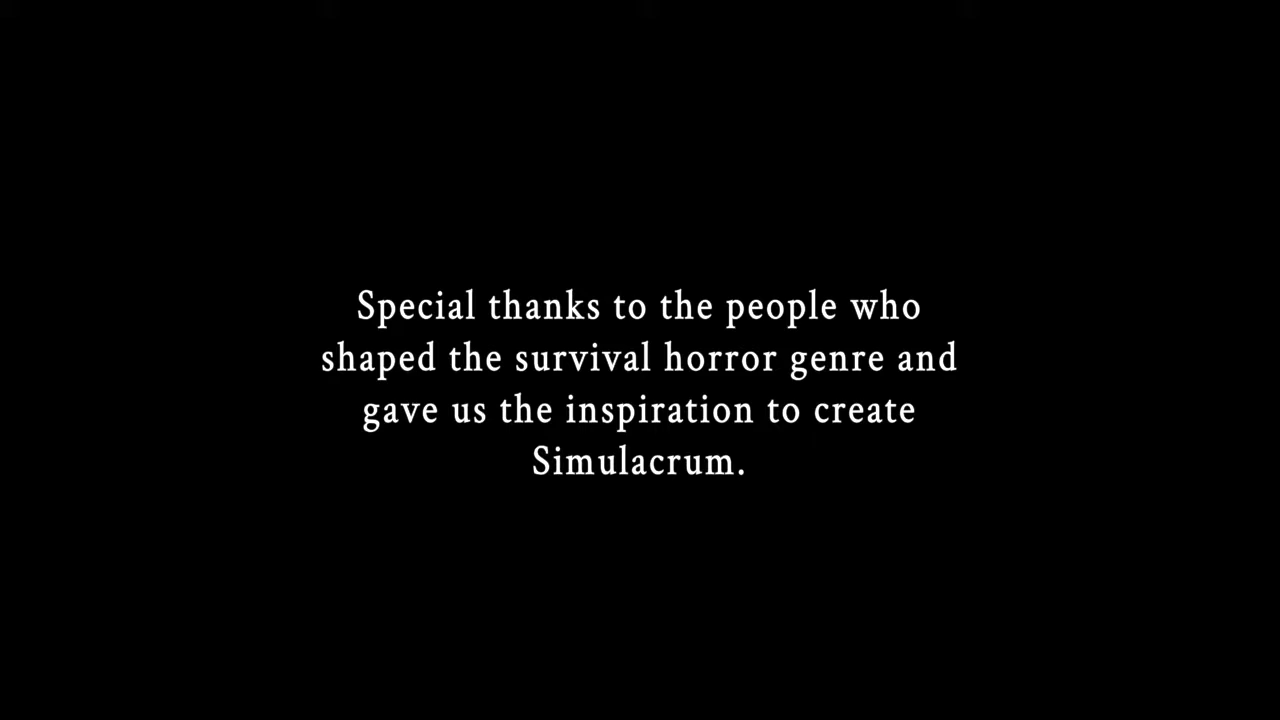 Special thanks to the people who
shaped the survival horror genre and
gave us the inspiration to create
Simulacrum.